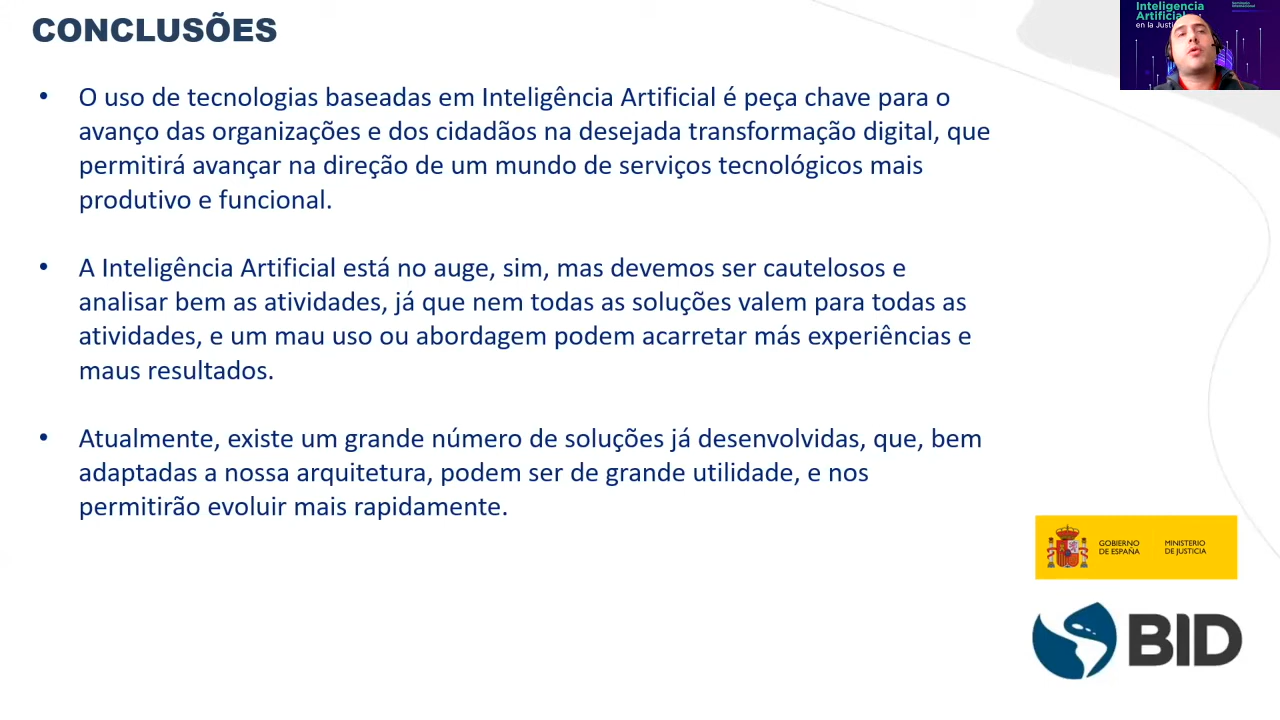 CONCLUSÕES
Inteligencia
Artificial
en la Justi
• O uso de tecnologias baseadas em Inteligência Artificial é peça chave para o
avanço das organizações e dos cidadãos na desejada transformação digital, que
permitirá avançar na direção de um mundo de serviços tecnológicos mais
produtivo e funcional.
• A Inteligência Artificial está no auge, sim, mas devemos ser cautelosos e
analisar bem as atividades, já que nem todas as soluções valem para todas as
atividades, e um mau uso ou abordagem podem acarretar más experiências e
maus resultados.
• Atualmente, existe um grande número de soluções já desenvolvidas, que, bem
adaptadas a nossa arquitetura, podem ser de grande utilidade, e nos
permitirão evoluir mais rapidamente.
GOBIERNO
DE ESPAÑA
MINISTERIO
DE JUSTICIA
BID